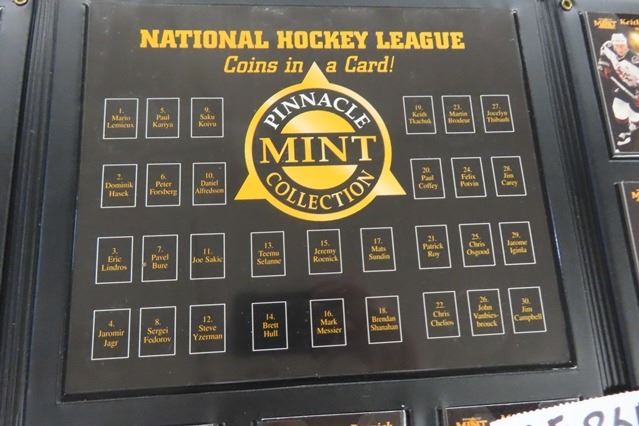 NATIONAL HOCKEY LEAGUE
Coins in a Card!
PINNACLE
MINT
COLLECTION
1.
Mario
Lemieux
2.
Dominik
Hasek
3.
Eric
Lindros
4.
Jaromir
Jagr
5.
Paul
Kariya
6.
Peter
Forsberg
7.
Pavel
Bure
8.
Sergei
Fedorov
9.
Saku
Koivu
10.
Daniel
Alfredsson
11.
Joe Sakic
12.
Steve
Yzerman
13.
Teemu
Selanne
14.
Brett
Hull
15.
Jeremy
Roenick
16.
Mark
Messier
17.
Mats
Sundin
18.
Brendan
Shanahan
19.
Keith
Tkachuk
20.
Paul
Coffey
21.
Patrick
Roy
22.
Chris
Chelios
23.
Martin
Brodeur
24.
Felix
Potvin
25.
Chris
Osgood
26.
John
Vanbies-
brouck
27.
Jocelyn
Thibault
28.
Jim
Carey
29.
Jarome
Iginla
30.
Jim
Campbell
MINT Keith
MINT